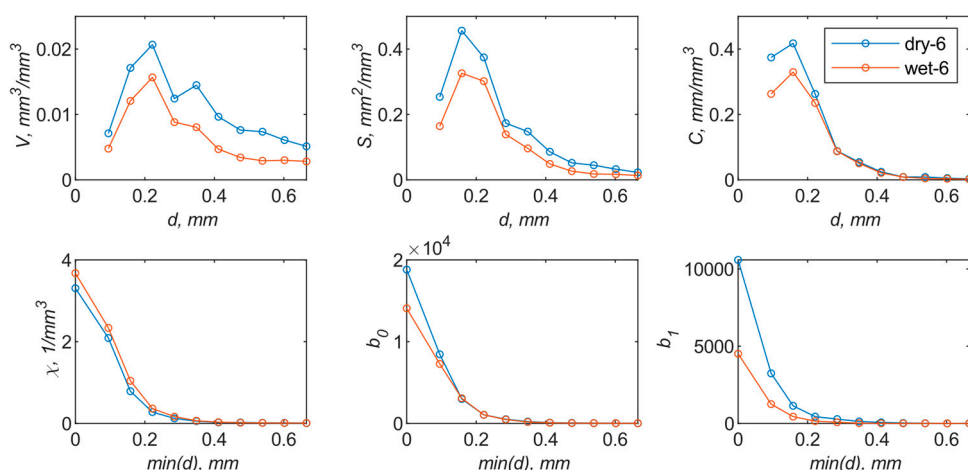 V, mm³/mm³
0.02
0.01
0
0 0.2 0.4 0.6
d, mm
S, mm²/mm³
0.4
0.2
0
0 0.2 0.4 0.6
d, mm
C, mm/mm³
0.4
0.2
0
0 0.2 0.4 0.6
d, mm
dry-6
wet-6
χ, 1/mm³
4
2
0
0 0.2 0.4 0.6
min(d), mm
×10⁴
b₀
2
1
0
0 0.2 0.4 0.6
min(d), mm
b₁
10000
5000
0
0 0.2 0.4 0.6
min(d), mm